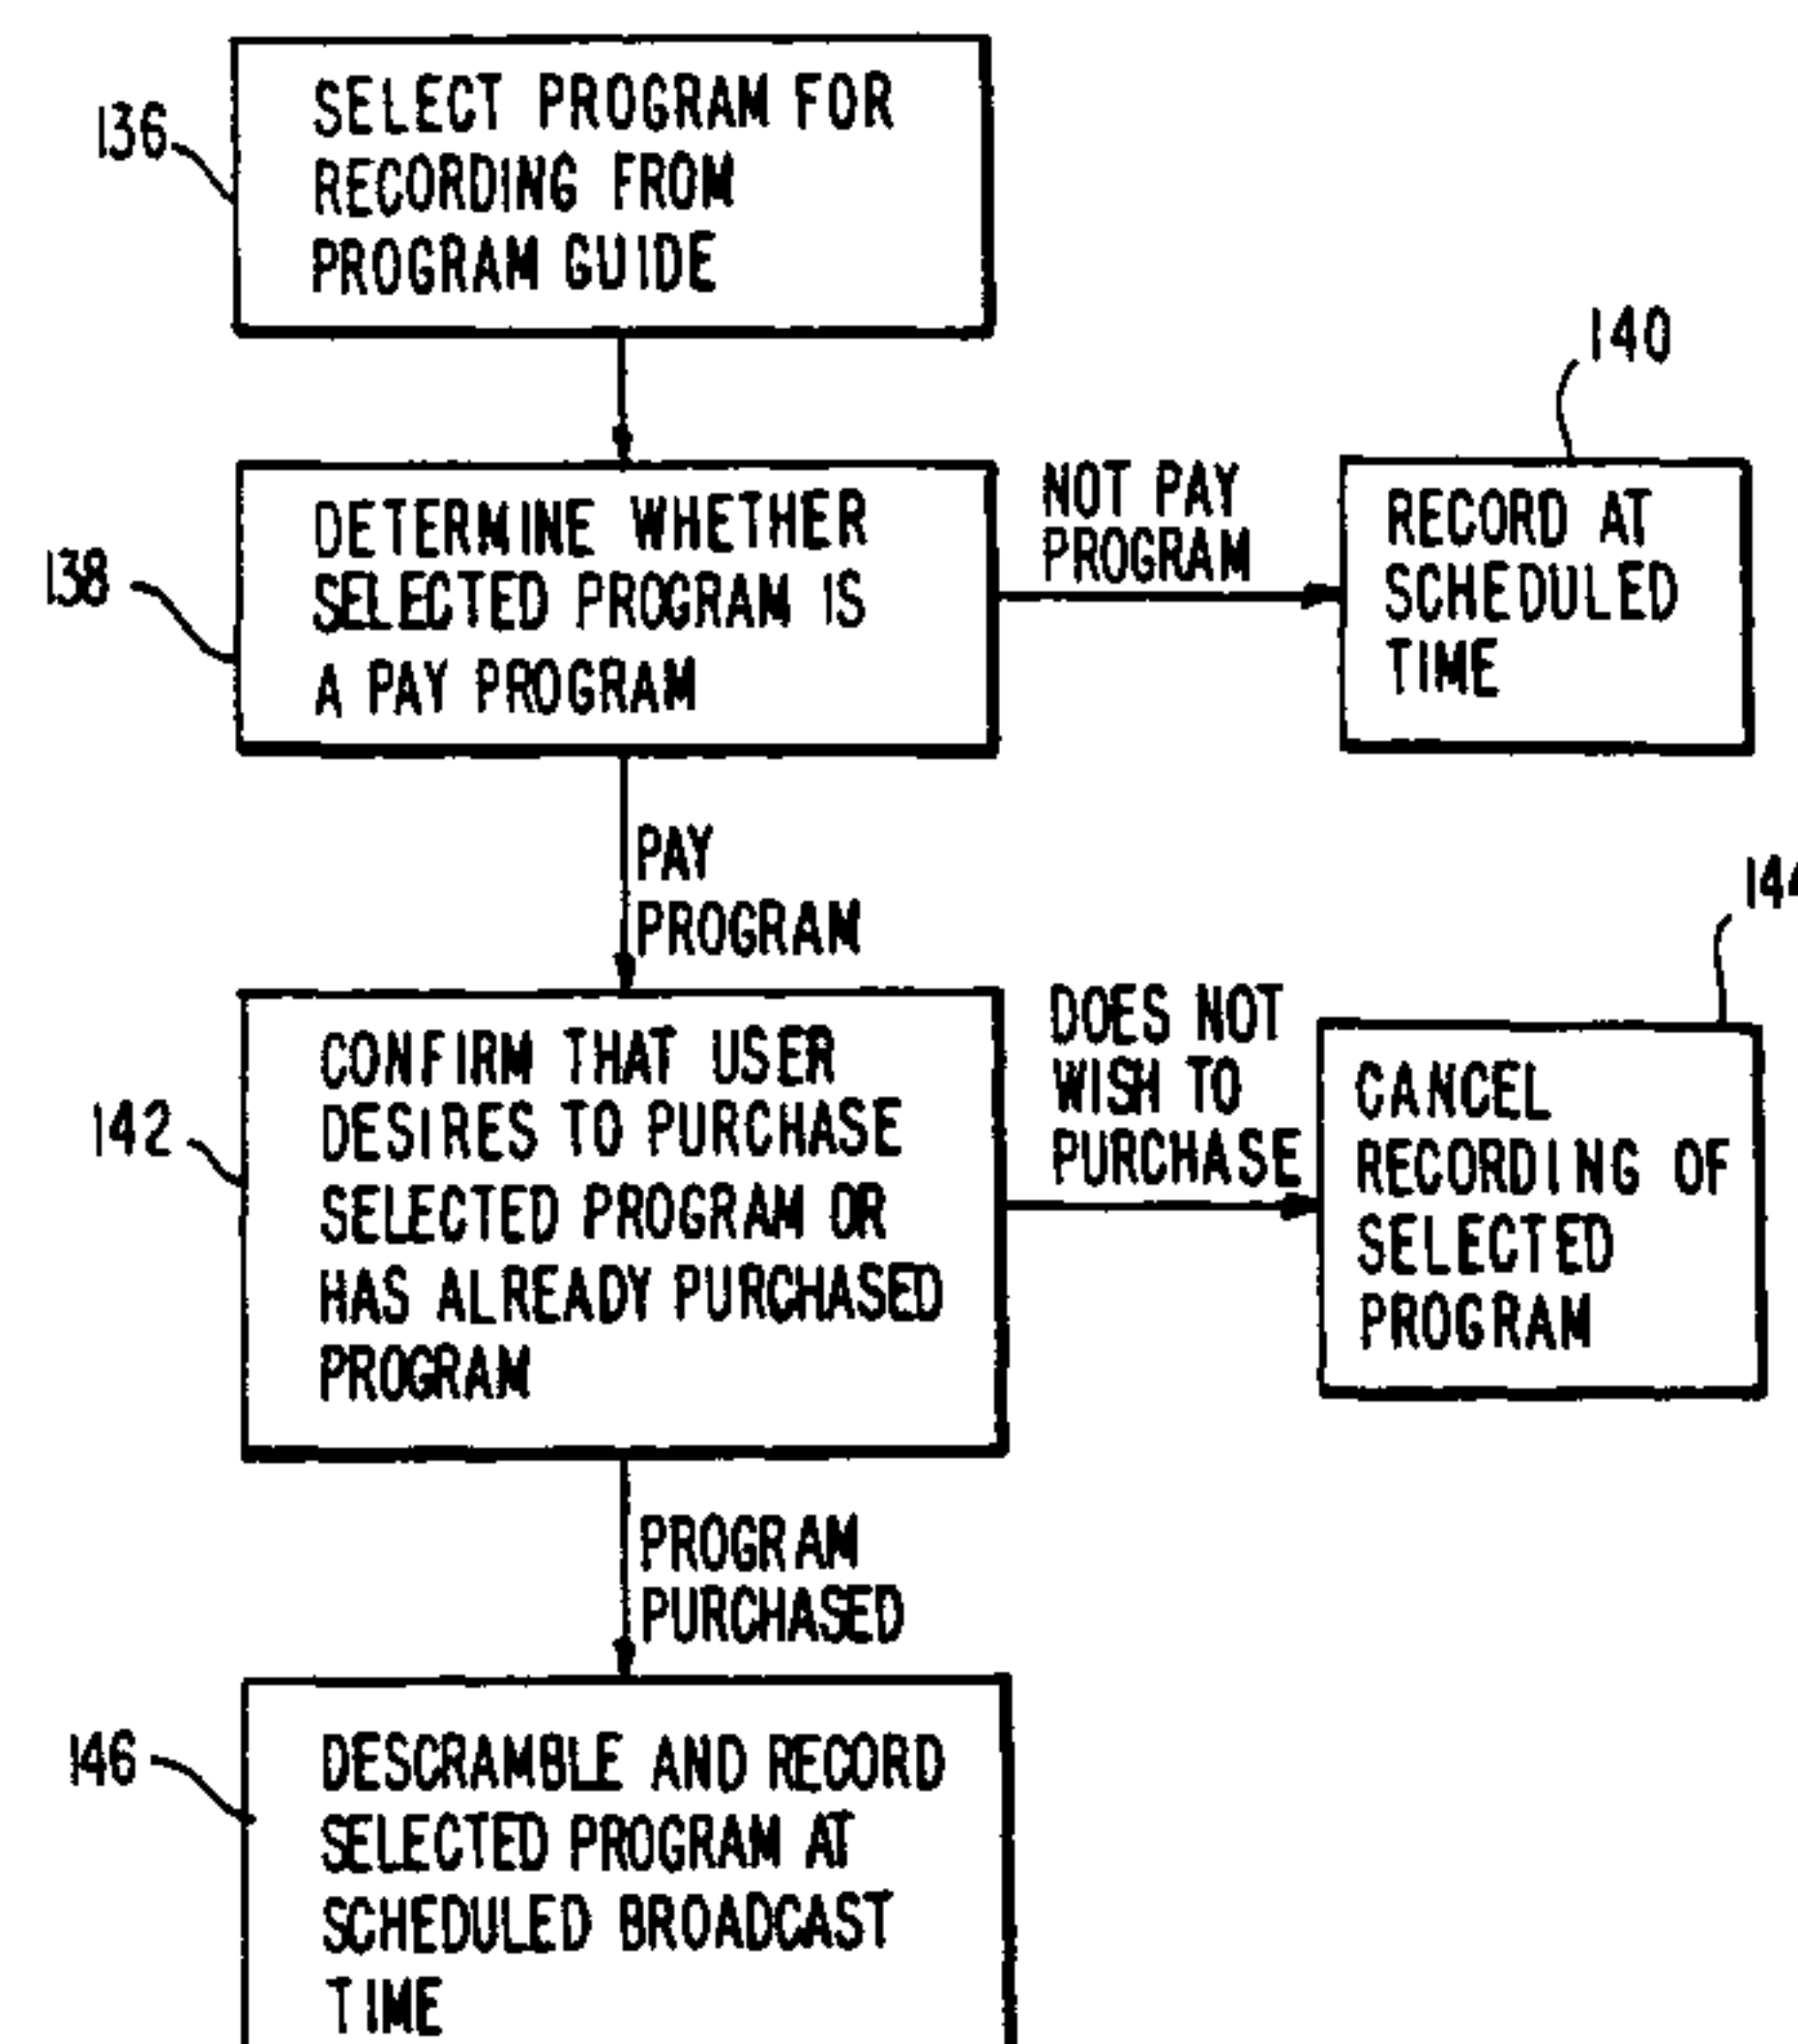 136
SELECT PROGRAM FOR
RECORDING FROM
PROGRAM GUIDE
138
DETERMINE WHETHER
SELECTED PROGRAM IS
A PAY PROGRAM
NOT PAY
PROGRAM
140
RECORD AT
SCHEDULED
TIME
PAY
PROGRAM
142
CONFIRM THAT USER
DESIRES TO PURCHASE
SELECTED PROGRAM OR
HAS ALREADY PURCHASED
PROGRAM
DOES NOT
WISH TO
PURCHASE
144
CANCEL
RECORDING OF
SELECTED
PROGRAM
PROGRAM
PURCHASED
146
DESCRAMBLE AND RECORD
SELECTED PROGRAM AT
SCHEDULED BROADCAST
TIME